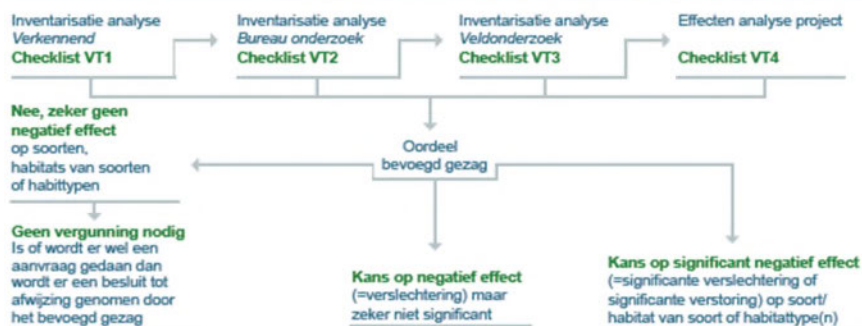 Inventarisatie analyse
Verkennend
Checklist VT1
Inventarisatie analyse
Bureau onderzoek
Checklist VT2
Inventarisatie analyse
Veldonderzoek
Checklist VT3
Effecten analyse project
Checklist VT4
Nee, zeker geen
negatief effect
op soorten,
habitats van soorten
of habittypen
Oordeel
bevoegd gezag
Geen vergunning nodig
Is of wordt er wel een
aanvraag gedaan dan
wordt er een besluit tot
afwijzing genomen door
het bevoegd gezag
Kans op negatief effect
(=verslechtering) maar
zeker niet significant
Kans op significant negatief effect
(=significante verslechtering of
significante verstoring) op soort/
habitat van soort of habitattype(n)